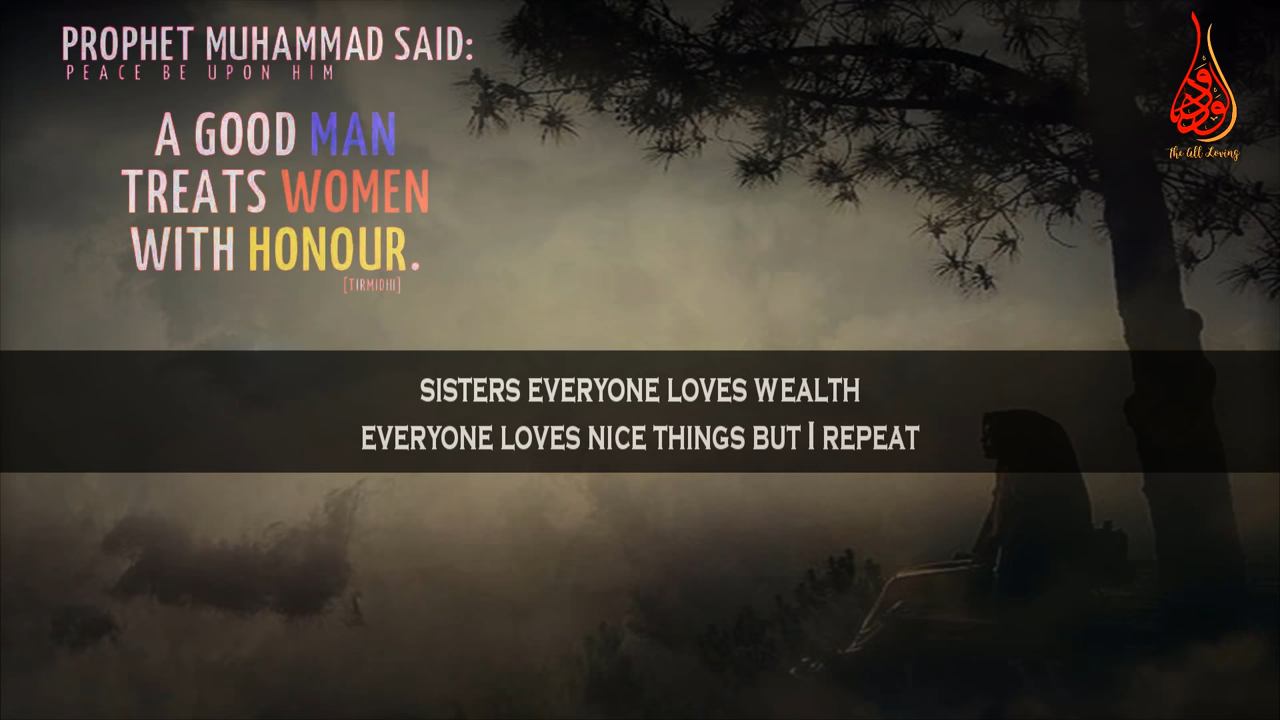 PROPHET MUHAMMAD SAID:
PEACE BE UPON HIM
A GOOD MAN
TREATS WOMEN
WITH HONOUR.
[TIRMIDHI]
الودود
The All Loving
SISTERS EVERYONE LOVES WEALTH
EVERYONE LOVES NICE THINGS BUT I REPEAT